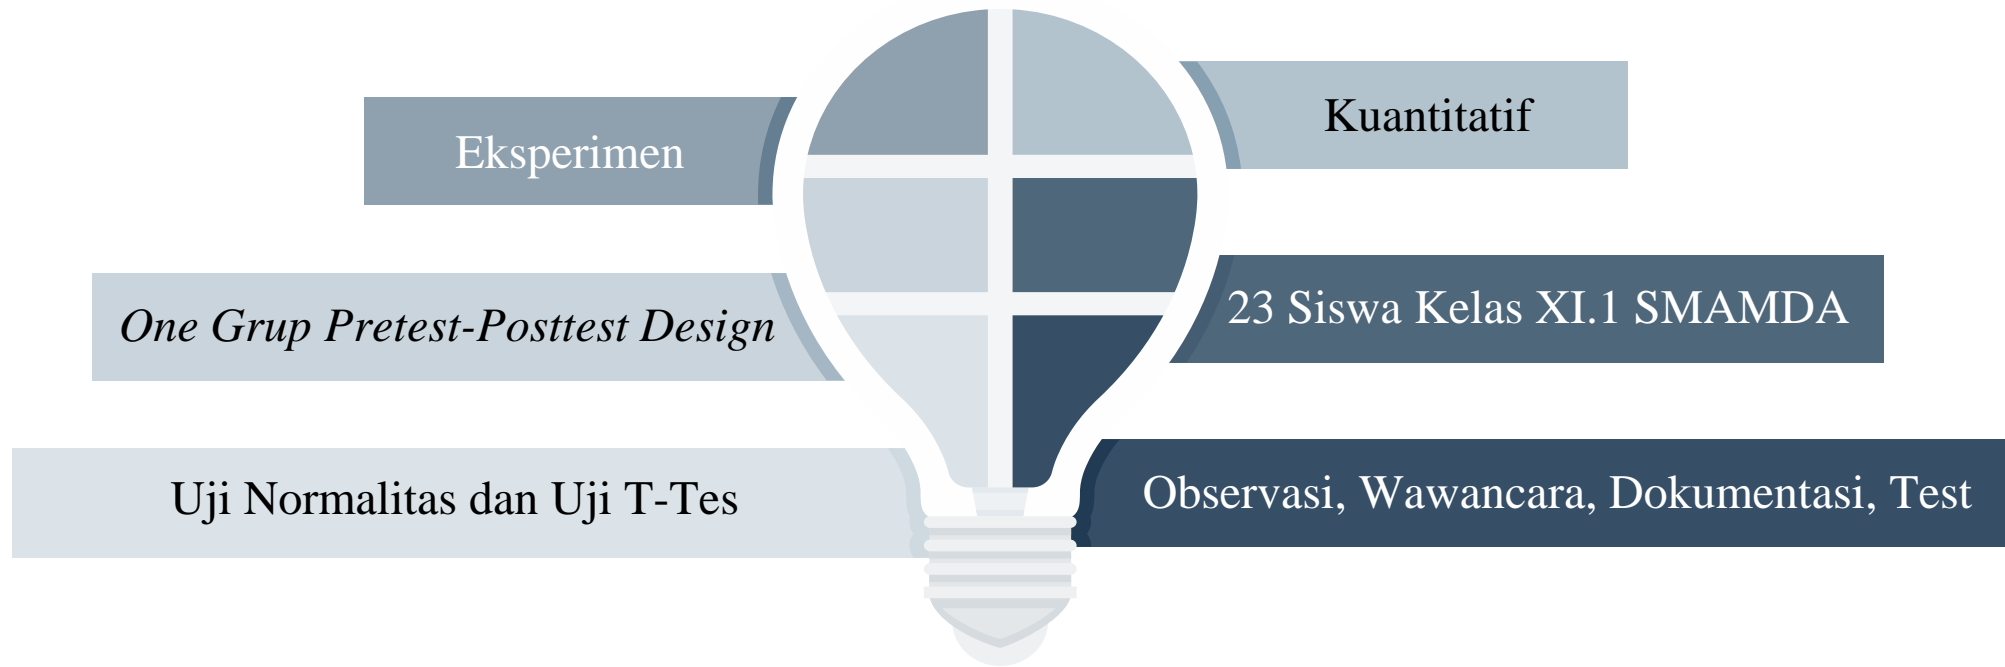 Eksperimen
Kuantitatif
One Grup Pretest-Posttest Design
23 Siswa Kelas XI.1 SMAMDA
Uji Normalitas dan Uji T-Tes
Observasi, Wawancara, Dokumentasi, Test